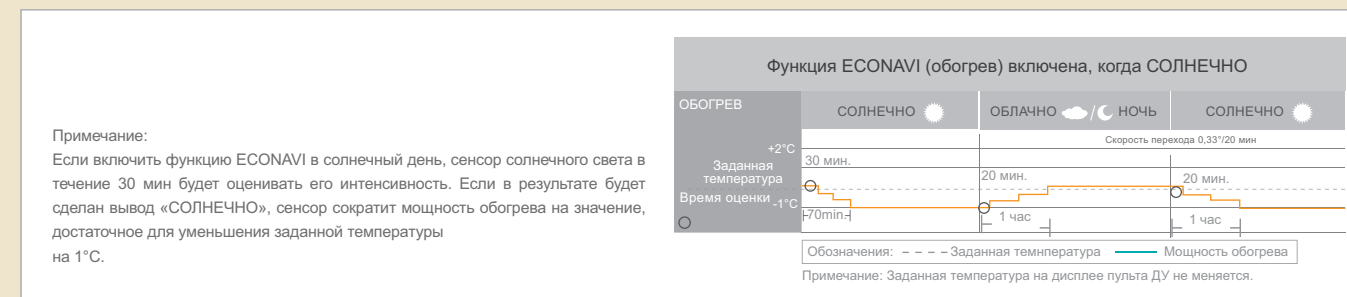 Примечание:
Если включить функцию ECONAVI в солнечный день, сенсор солнечного света в
течение 30 мин будет оценивать его интенсивность. Если в результате будет
сделан вывод «СОЛНЕЧНО», сенсор сократит мощность обогрева на значение,
достаточное для уменьшения заданной температуры
на 1°C.
Функция ECONAVI (обогрев) включена, когда СОЛНЕЧНО
ОБОГРЕВ
СОЛНЕЧНО
ОБЛАЧНО / НОЧЬ
СОЛНЕЧНО
Скорость перехода 0,33°/20 мин
+2°C
Заданная
температура
Время оценки
-1°C
30 мин.
20 мин.
20 мин.
70min.
1 час
1 час
Обозначения: – – – – Заданная темнпература Мощность обогрева
Примечание: Заданная температура на дисплее пульта ДУ не меняется.